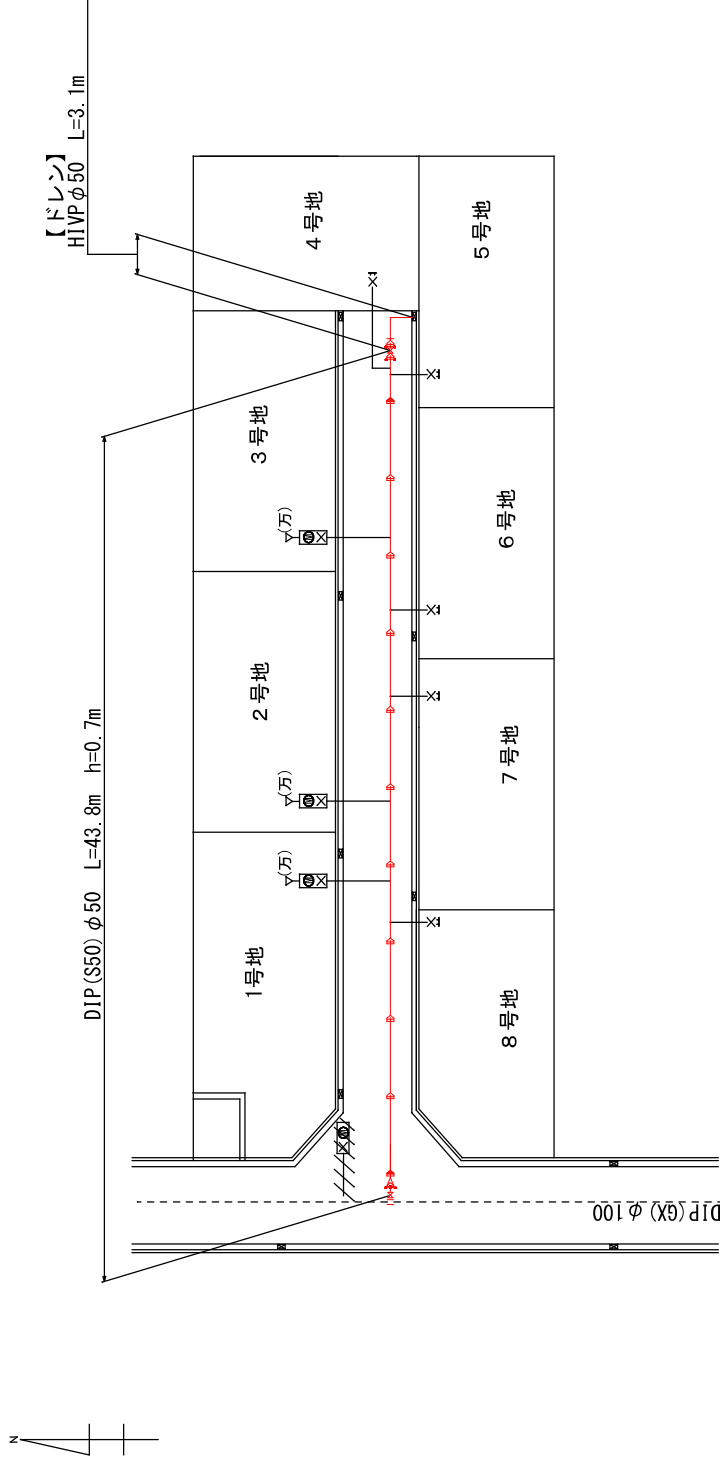 【ドレン】
HIVPφ50 L=3.1m
DIP(S50)φ50 L=43.8m h=0.7m
4号地
5号地
3号地
(万)
6号地
2号地
(万)
7号地
(万)
1号地
8号地
DIP(GX)φ100
N